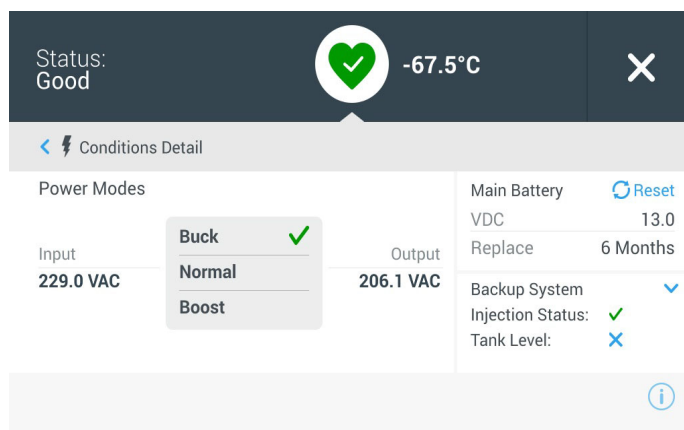 Status:
Good
-67.5°C
Conditions Detail
Power Modes
Input
229.0 VAC
Buck
Normal
Boost
Output
206.1 VAC
Main Battery
Reset
VDC
13.0
Replace
6 Months
Backup System
Injection Status:
Tank Level:
i